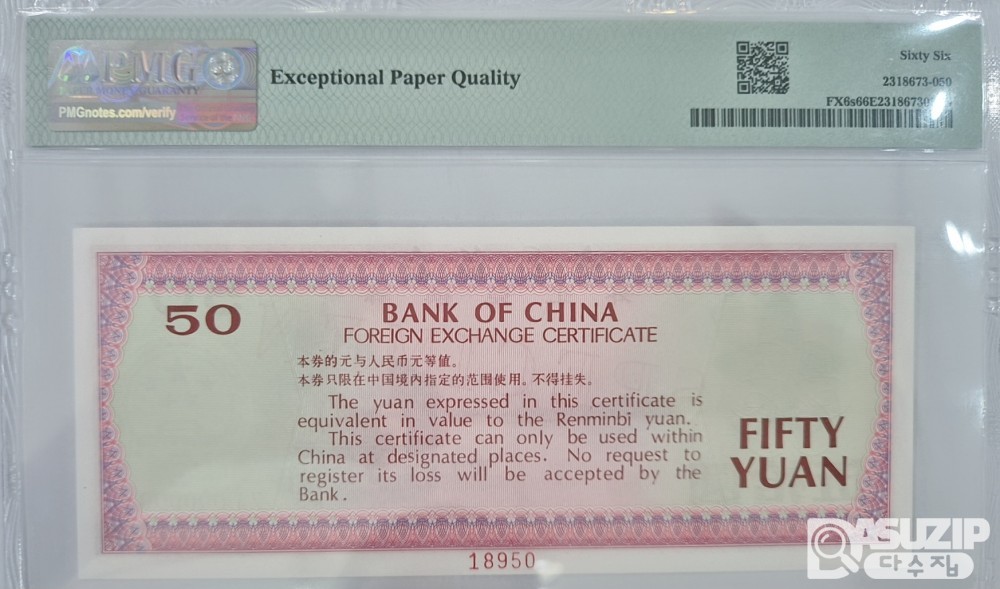 PMG
PAPER MONEY GUARANTY
PMGnotes.com/verify
Exceptional Paper Quality
Sixty Six
2318673-050
50
BANK OF CHINA
FOREIGN EXCHANGE CERTIFICATE
本券的元与人民币元等值。
本券只限在中国境内指定的范围使用。不得挂失。
The yuan expressed in this certificate is
equivalent in value to the Renminbi yuan.
This certificate can only be used within
China at designated places. No request to
register its loss will be accepted by the
Bank.
FIFTY
YUAN
18950
ASUZIP
다수집